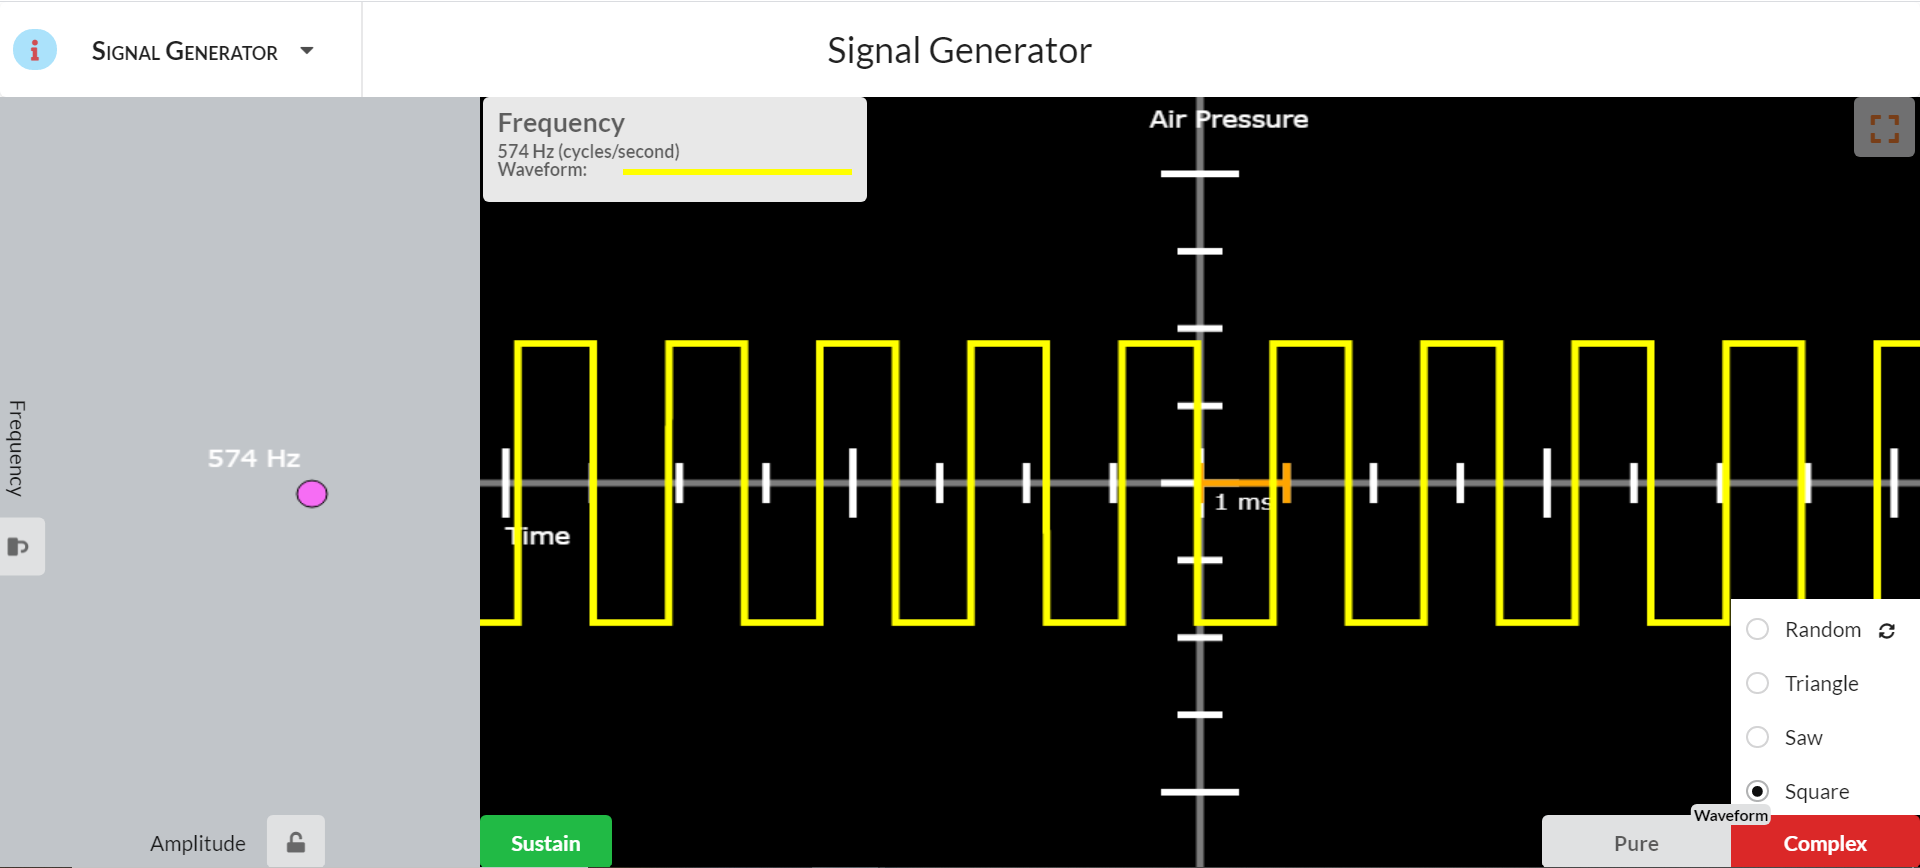 SIGNAL GENERATOR
Signal Generator
Frequency
574 Hz (cycles/second)
Waveform:
Air Pressure
Frequency
574 Hz
1 ms
Time
Random
Triangle
Saw
Square
Waveform
Amplitude
Sustain
Pure
Complex